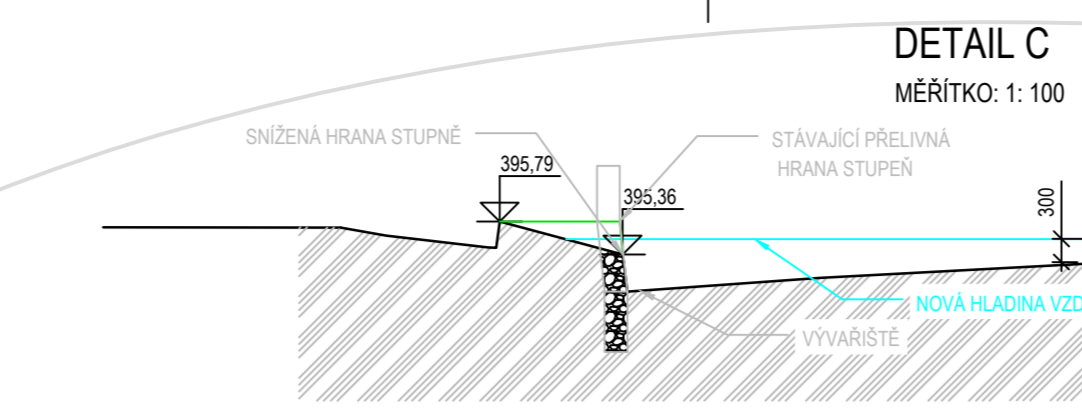 DETAIL C
MĚŘÍTKO: 1: 100
SNÍŽENÁ HRANA STUPNĚ
STÁVAJÍCÍ PŘELIVNÁ
HRANA STUPEŇ
395,79
395,36
300
NOVÁ HLADINA VZD
VÝVAŘIŠTĚ